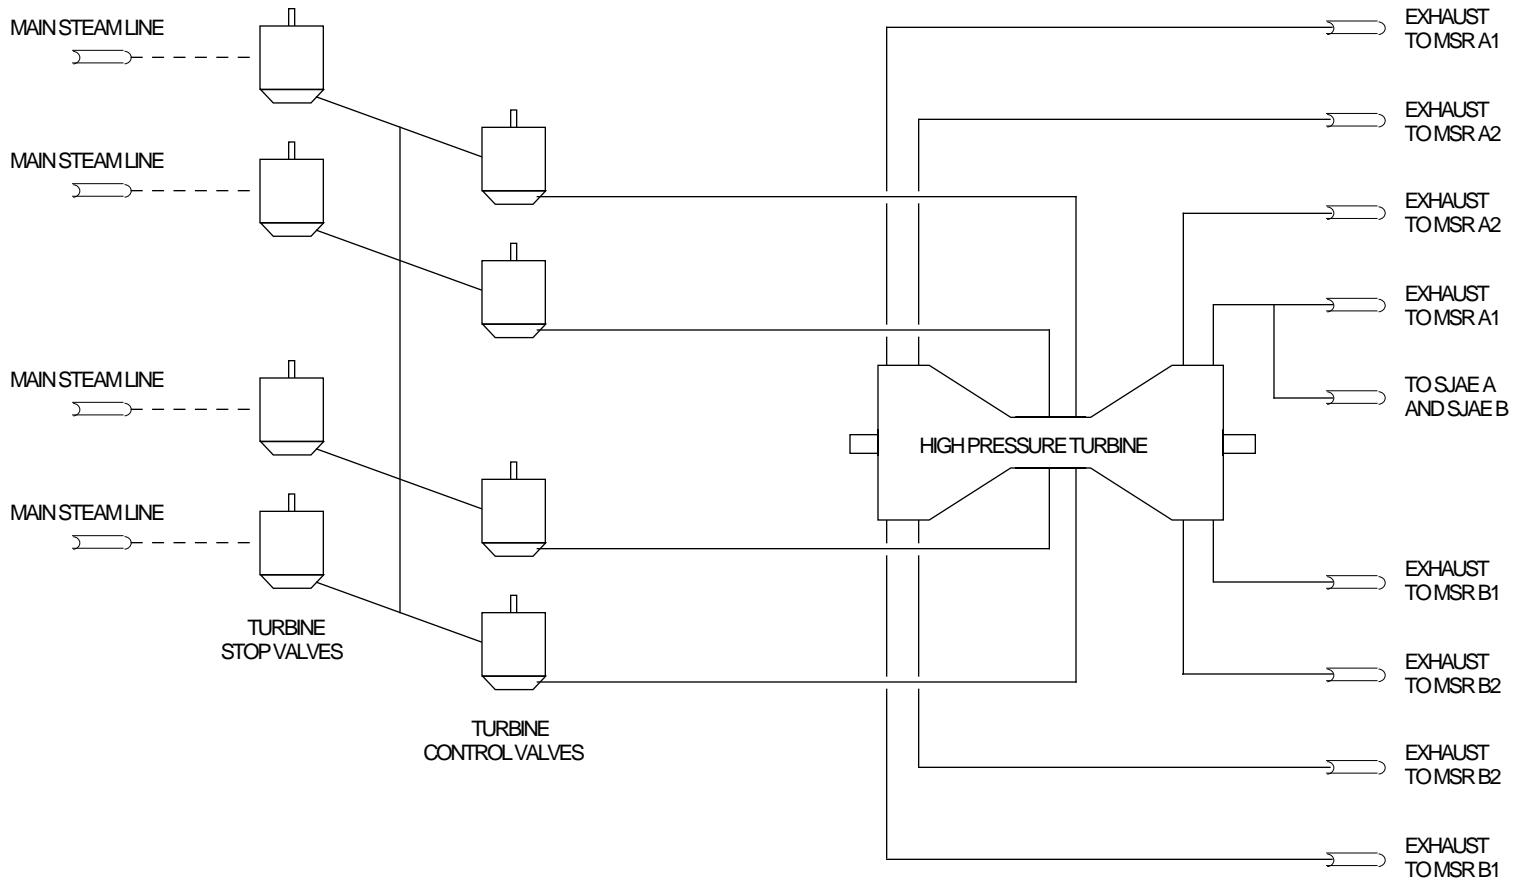 MAIN STEAM LINE
MAIN STEAM LINE
MAIN STEAM LINE
MAIN STEAM LINE
TURBINE
STOP VALVES
TURBINE
CONTROL VALVES
HIGH PRESSURE TURBINE
EXHAUST
TO MSR A1
EXHAUST
TO MSR A2
EXHAUST
TO MSR A2
EXHAUST
TO MSR A1
TO SJAE A
AND SJAE B
EXHAUST
TO MSR B1
EXHAUST
TO MSR B2
EXHAUST
TO MSR B2
EXHAUST
TO MSR B1